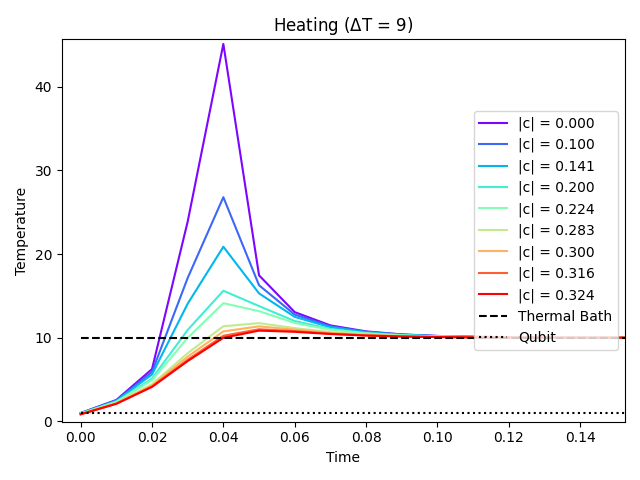 Heating (ΔT = 9)
Temperature
40
30
20
10
0
|c| = 0.000
|c| = 0.100
|c| = 0.141
|c| = 0.200
|c| = 0.224
|c| = 0.283
|c| = 0.300
|c| = 0.316
|c| = 0.324
Thermal Bath
Qubit
0.00 0.02 0.04 0.06 0.08 0.10 0.12 0.14
Time